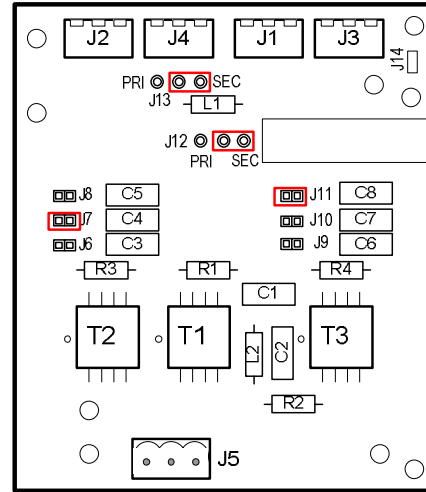 J2 J4 J1 J3
J14
PRI SEC
J13 L1
J12
PRI SEC
J8 C5 J11 C8
J7 C4 J10 C7
J6 C3 J9 C6
R3 R1 R4
C1
T2 T1 T3
L2 C2
R2
J5